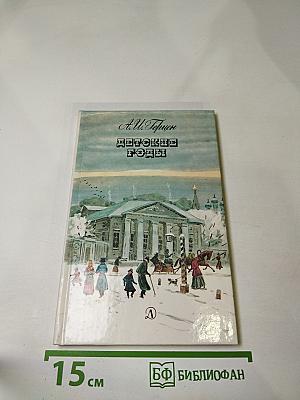 А.И. Герцен
ДЕТСКИЕ
ГОДЫ
Д
15 см
БФ БИБЛИОФАН